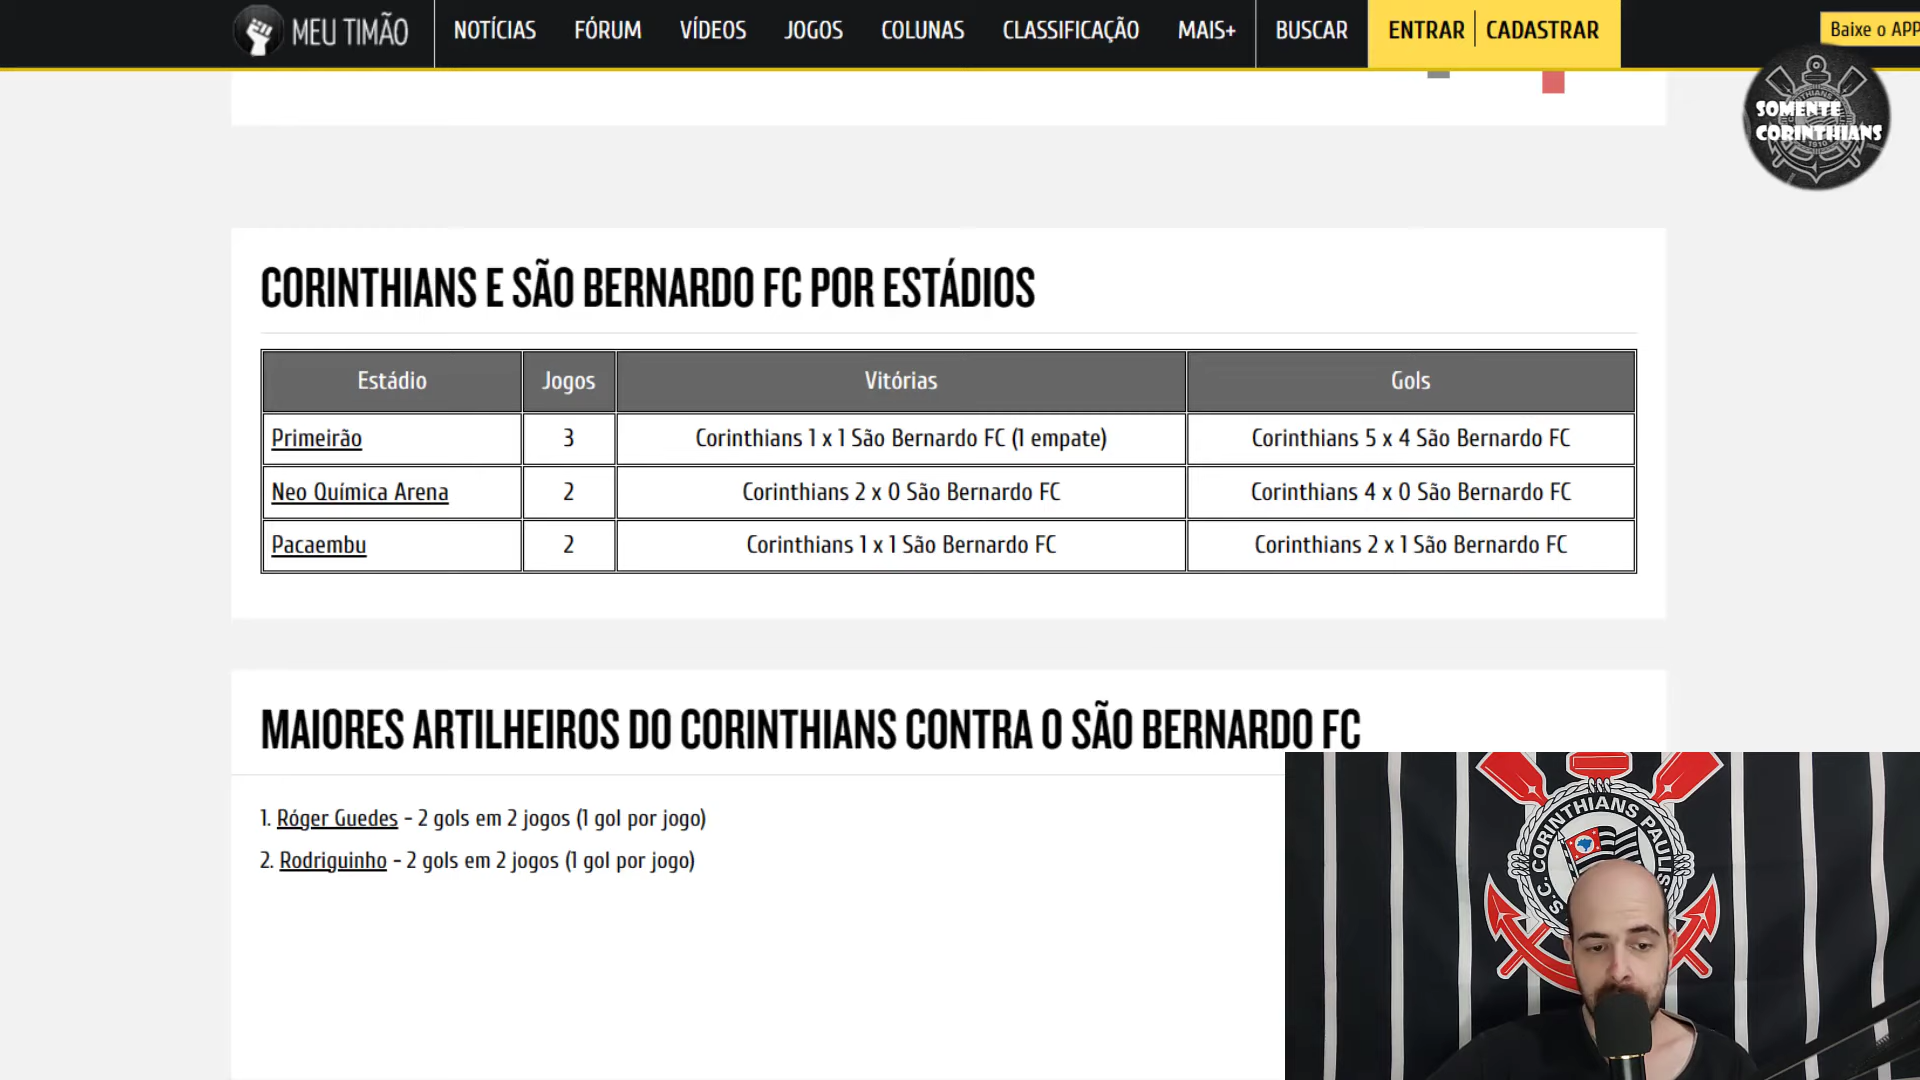 MEU TIMÃO NOTÍCIAS FÓRUM VÍDEOS JOGOS COLUNAS CLASSIFICAÇÃO MAIS+ BUSCAR ENTRAR CADASTRAR Baixe o APP
SOMENTE
CORINTHIANS
1910
CORINTHIANS E SÃO BERNARDO FC POR ESTÁDIOS
Estádio Jogos Vitórias Gols
Primeirão 3 Corinthians 1 x 1 São Bernardo FC (1 empate) Corinthians 5 x 4 São Bernardo FC
Neo Química Arena 2 Corinthians 2 x 0 São Bernardo FC Corinthians 4 x 0 São Bernardo FC
Pacaembu 2 Corinthians 1 x 1 São Bernardo FC Corinthians 2 x 1 São Bernardo FC
MAIORES ARTILHEIROS DO CORINTHIANS CONTRA O SÃO BERNARDO FC
1. Róger Guedes - 2 gols em 2 jogos (1 gol por jogo)
2. Rodriguinho - 2 gols em 2 jogos (1 gol por jogo)
S. C. CORINTHIANS PAULIS